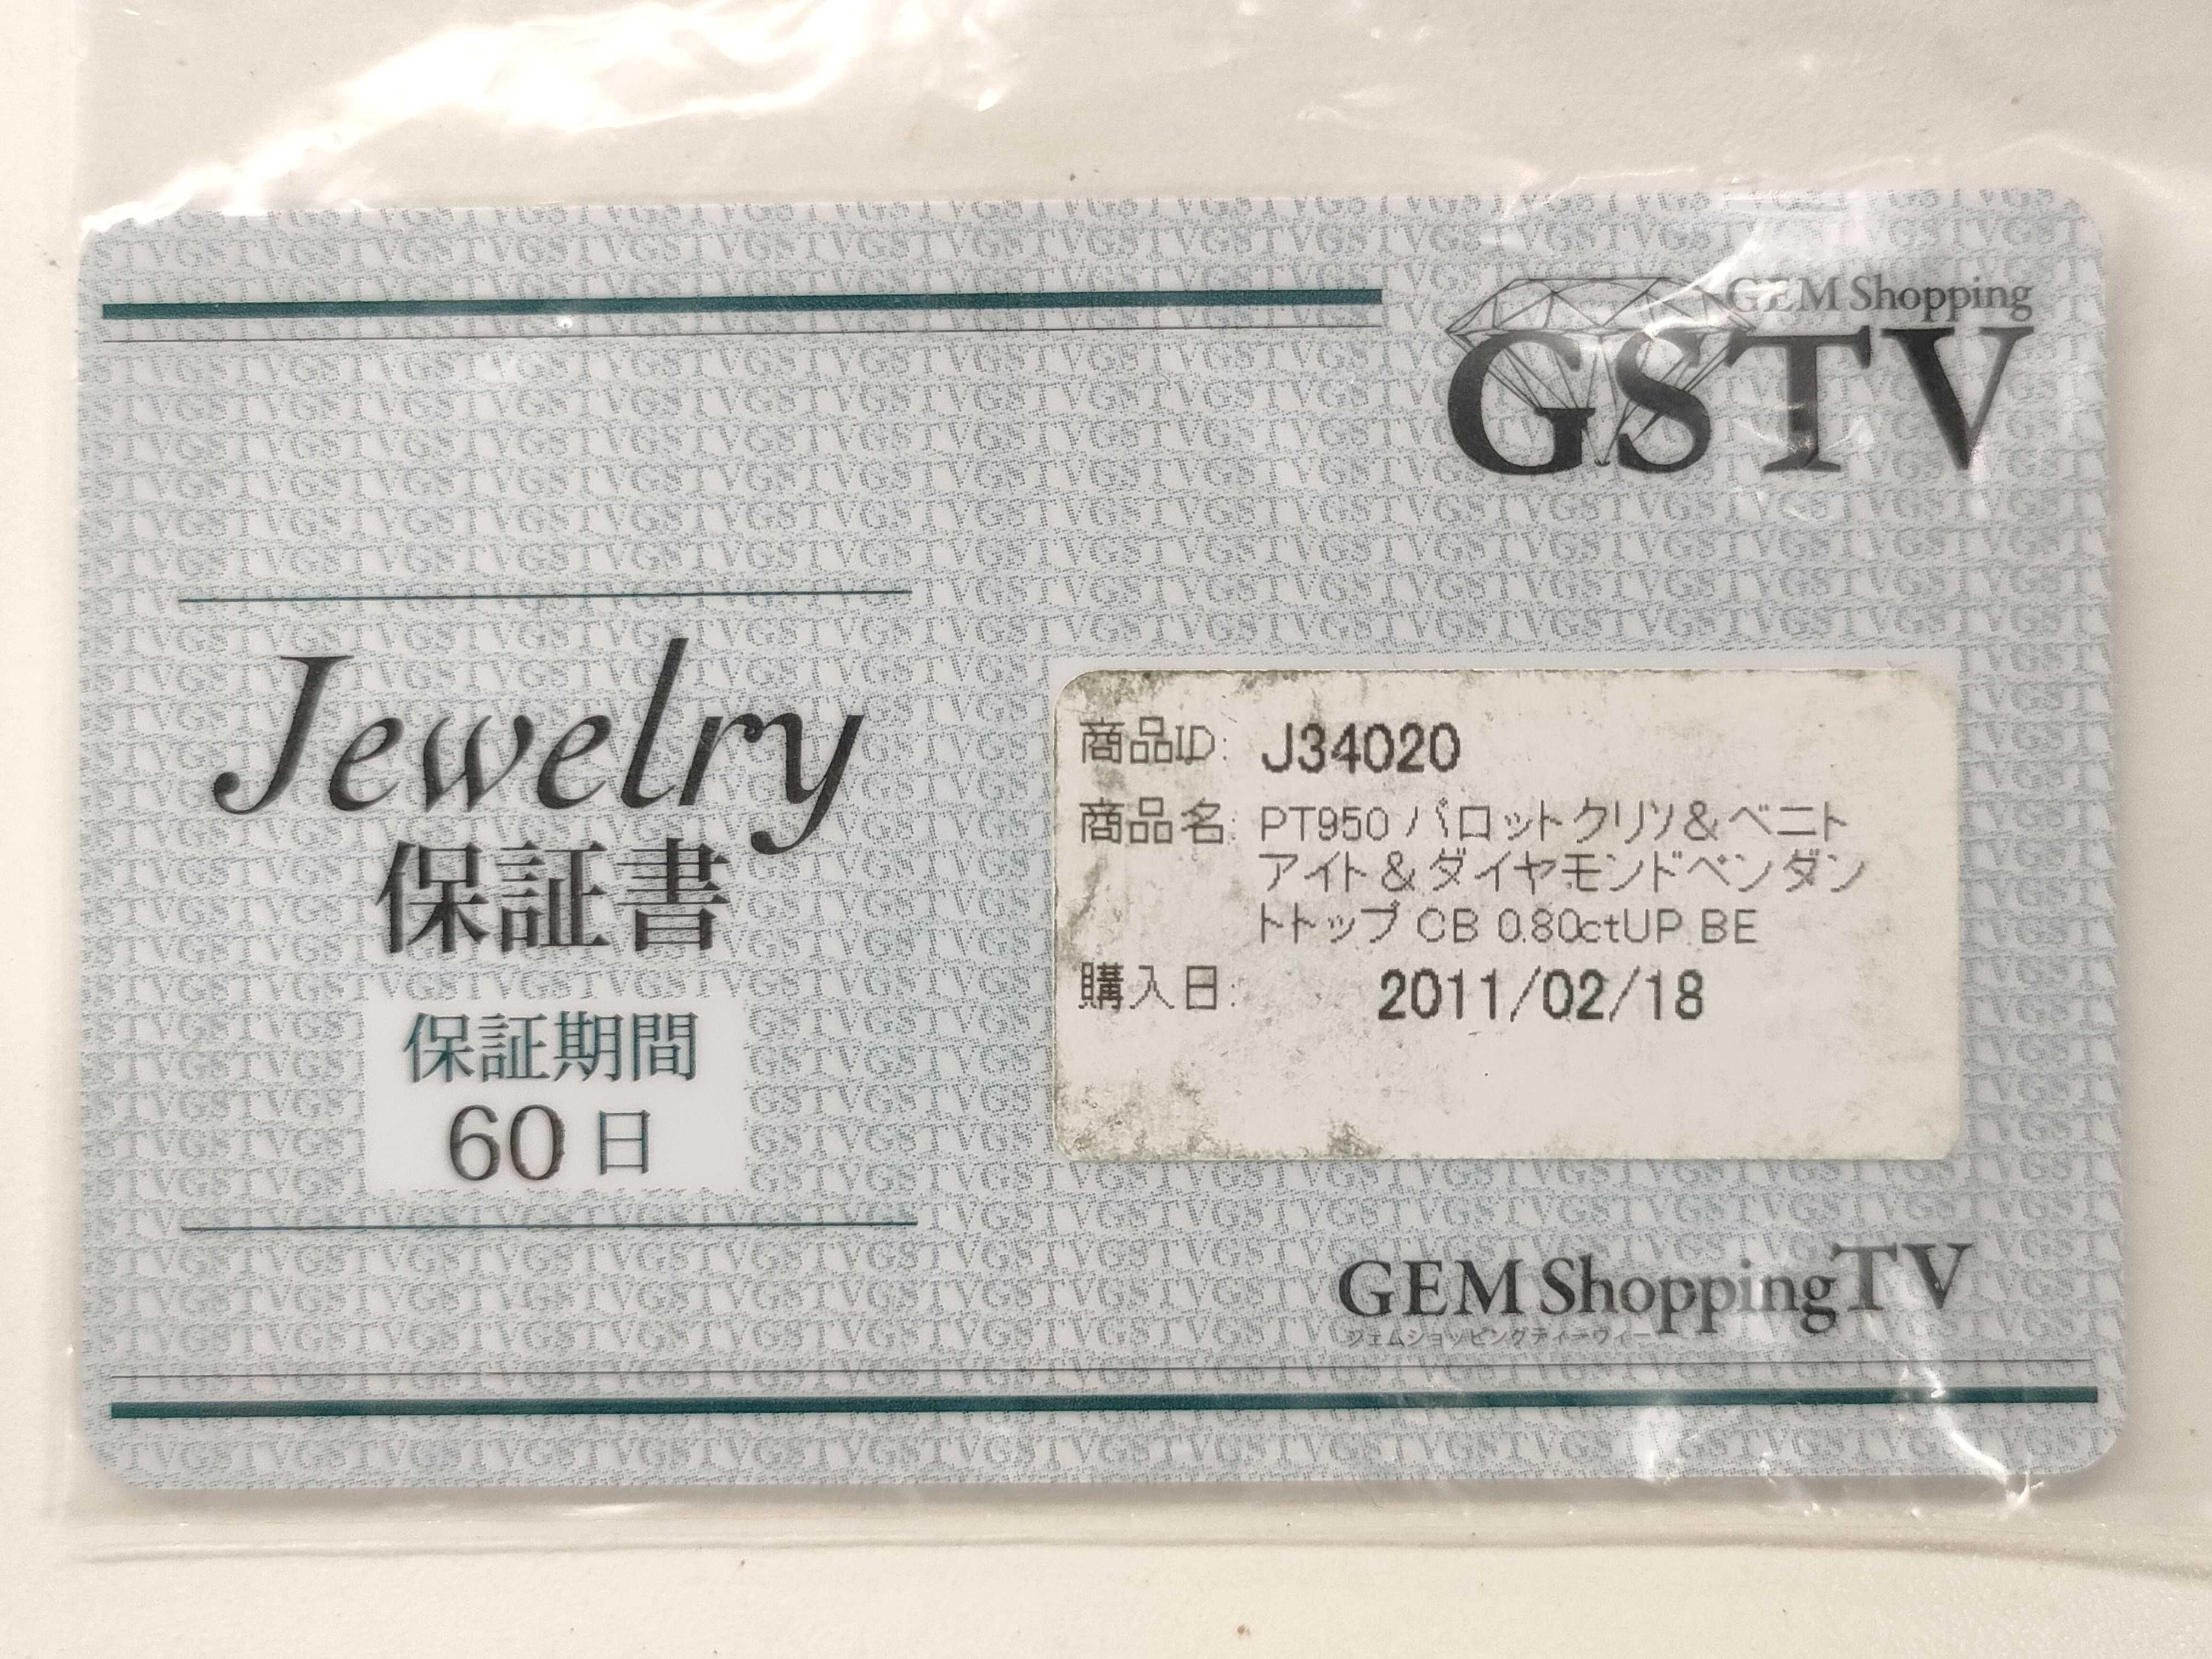 GEM Shopping
GSTV
Jewelry
保証書
保証期間
60日
商品ID: J34020
商品名: PT950 パロットクリソ&ベニト
アイト&ダイヤモンドペンダン
トトップ CB 0.80ctUP BE
購入日: 2011/02/18
GEM ShoppingTV
ジェムショッピングティーヴィー